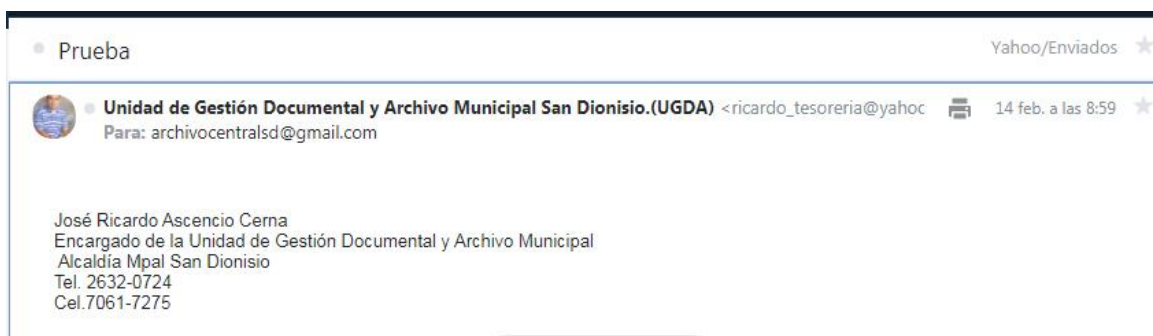 Prueba
Yahoo/Enviados
Unidad de Gestión Documental y Archivo Municipal San Dionisio.(UGDA) <ricardo_tesoreria@yahoc
14 feb. a las 8:59
Para: archivocentralsd@gmail.com
José Ricardo Ascencio Cerna
Encargado de la Unidad de Gestión Documental y Archivo Municipal
Alcaldía Mpal San Dionisio
Tel. 2632-0724
Cel.7061-7275